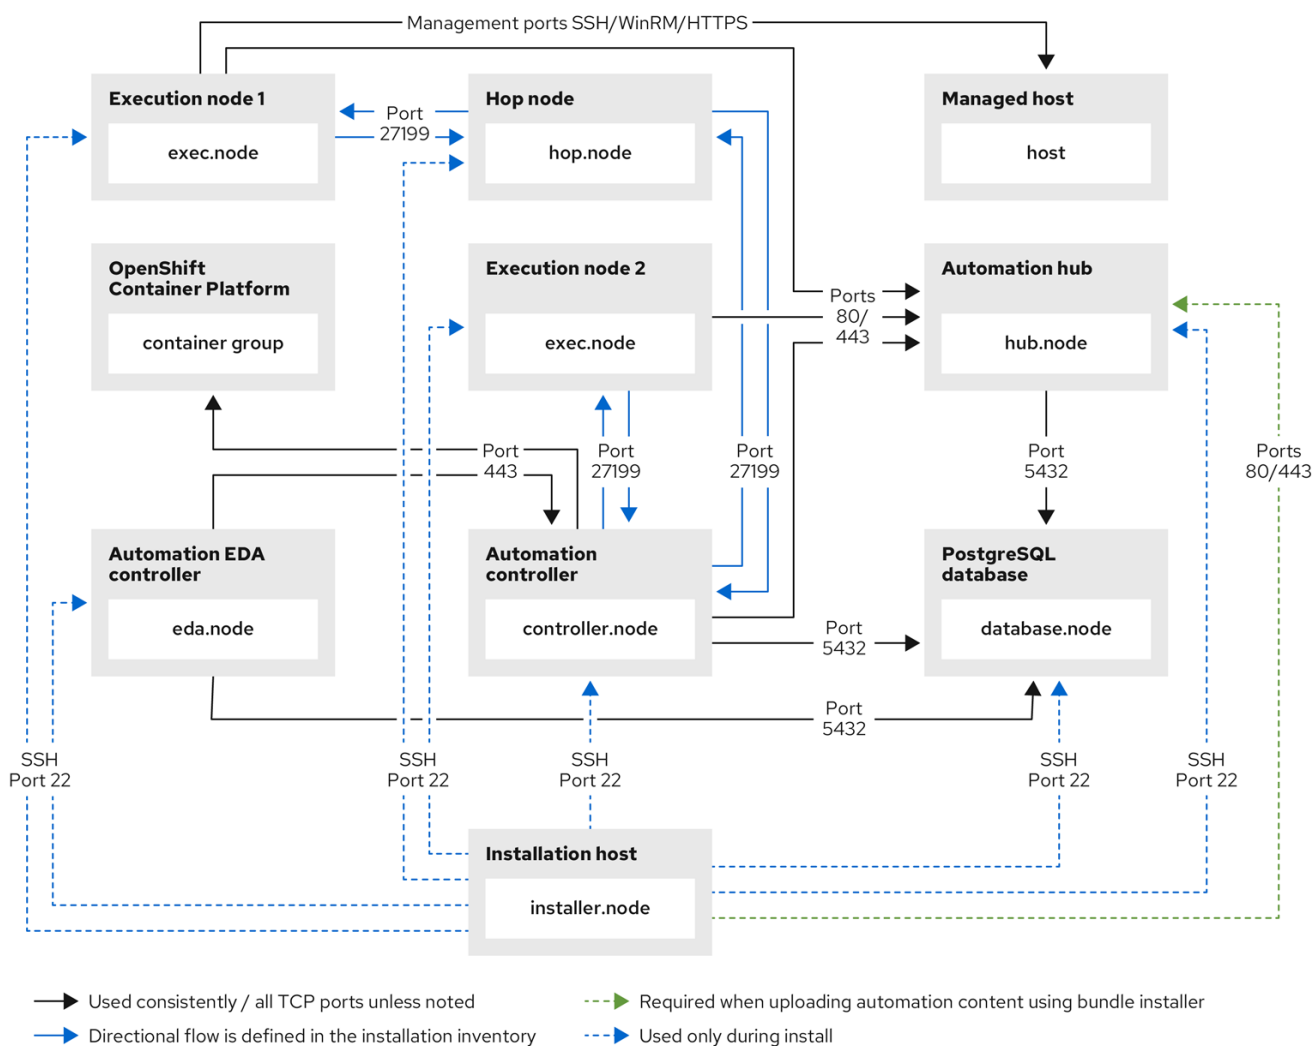 Management ports SSH/WinRM/HTTPS
Execution node 1
exec.node
Port
27199
Hop node
hop.node
Managed host
host
OpenShift
Container Platform
container group
Execution node 2
exec.node
Ports
80/
443
Automation hub
hub.node
Port
443
Port
27199
Port
27199
Port
5432
Ports
80/443
Automation EDA
controller
eda.node
Automation
controller
controller.node
Port
5432
PostgreSQL
database
database.node
Port
5432
SSH
Port 22
SSH
Port 22
SSH
Port 22
SSH
Port 22
SSH
Port 22
Installation host
installer.node
Used consistently / all TCP ports unless noted
Required when uploading automation content using bundle installer
Directional flow is defined in the installation inventory
Used only during install